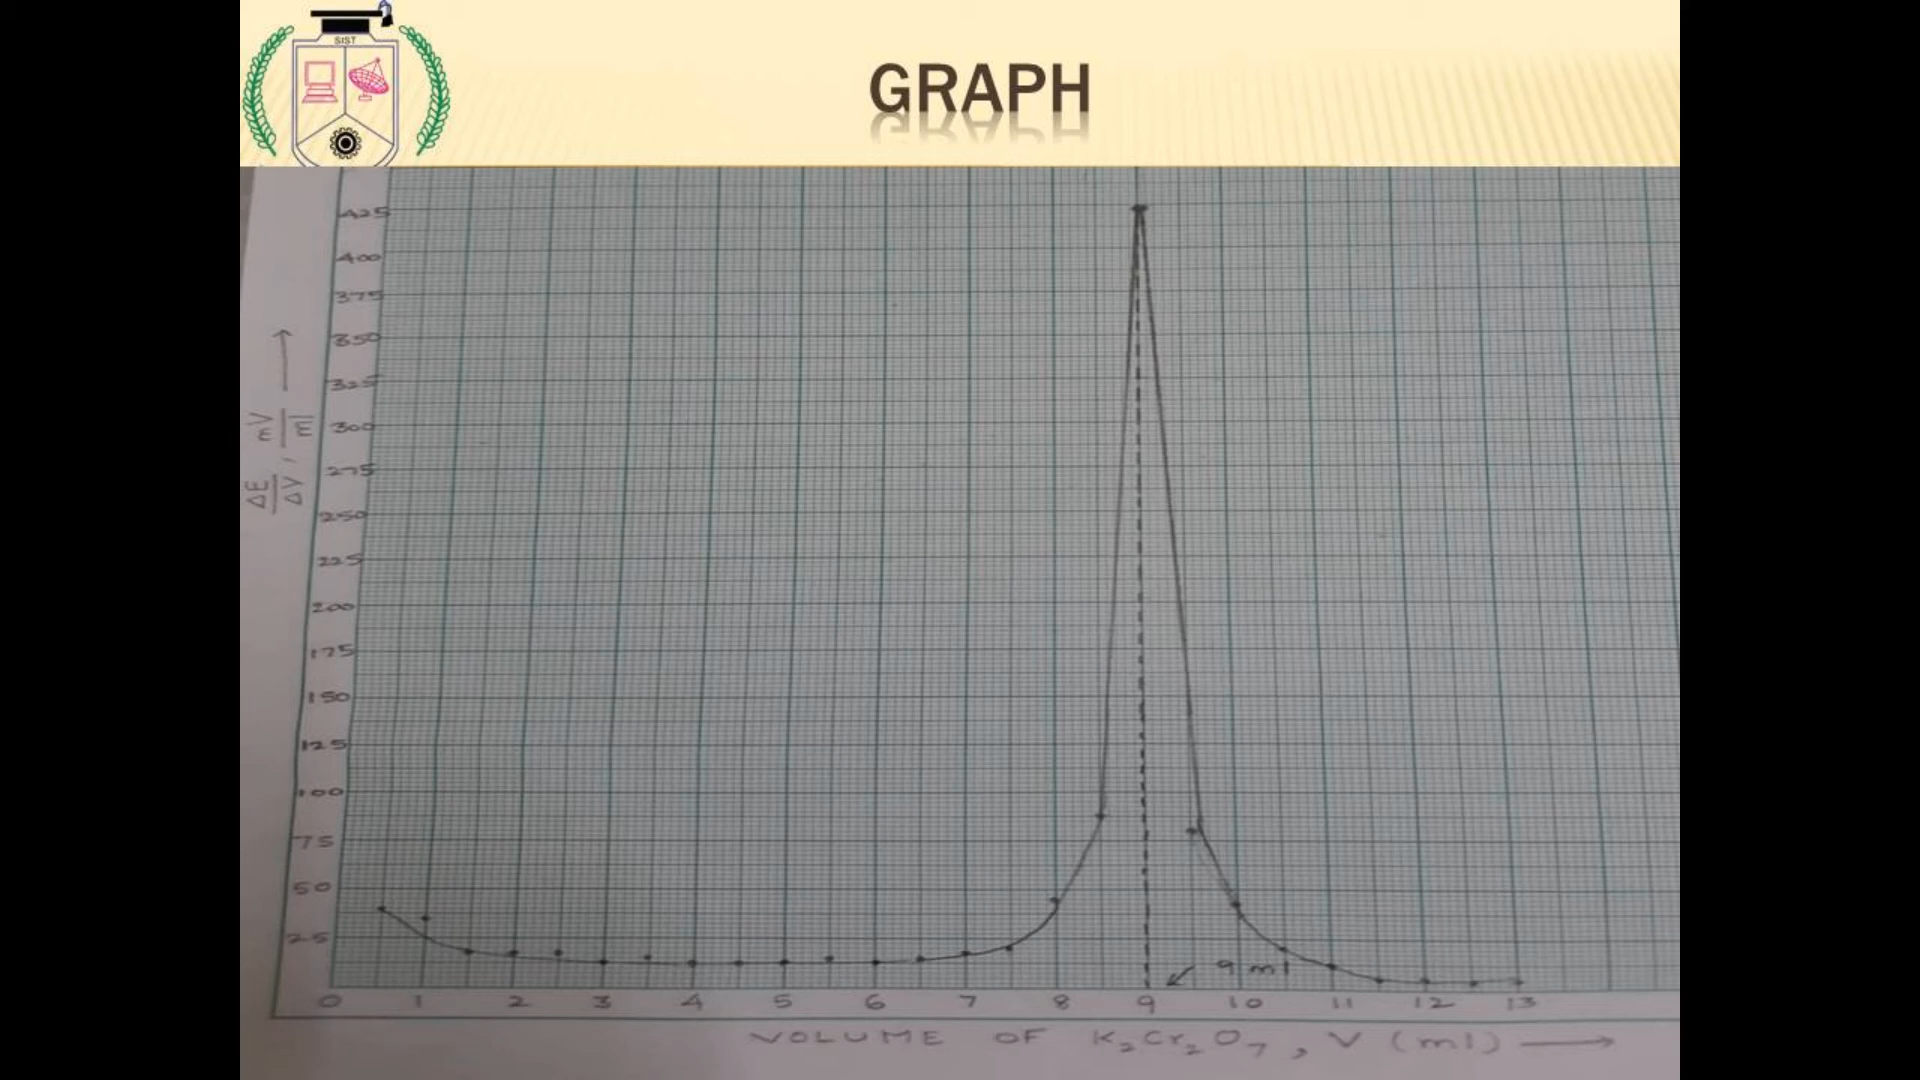 SIST
GRAPH
425
400
375
350
325
300
275
250
225
200
175
150
125
100
75
50
25
ΔE/ΔV, mV/ml →
9 ml
0 1 2 3 4 5 6 7 8 9 10 11 12 13
VOLUME OF K₂Cr₂O₇, V (ml) →